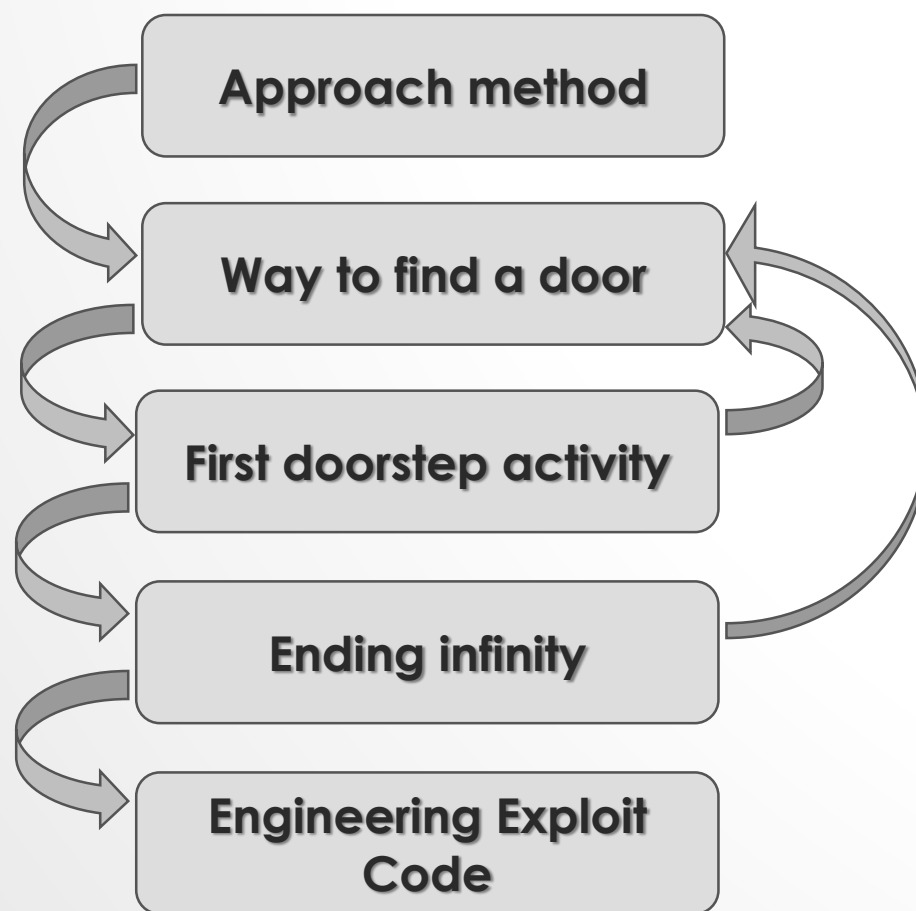 Approach method
Way to find a door
First doorstep activity
Ending infinity
Engineering Exploit
Code